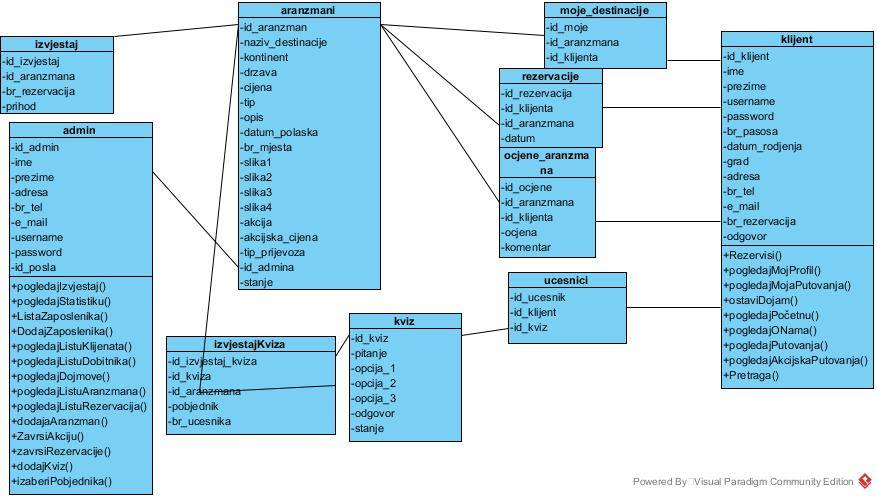 izvjestaj
-id_izvjestaj
-id_aranzmana
-br_rezervacija
-prihod
admin
-id_admin
-ime
-prezime
-adresa
-br_tel
-e_mail
-username
-password
-id_posla
+pogledajIzvjestaj()
+pogledajStatistiku()
+ListaZaposlenika()
+DodajZaposlenika()
+pogledajListuKlijenata()
+pogledajListuDobitnika()
+pogledajDojmove()
+pogledajListuAranzmana()
+pogledajListuRezervacija()
+dodajaAranzman()
+ZavrsiAkciju()
+zavrsiRezervacije()
+dodajKviz()
+izaberiPobjednika()
aranzmani
-id_aranzman
-naziv_destinacije
-kontinent
-drzava
-cijena
-tip
-opis
-datum_polaska
-br_mjesta
-slika1
-slika2
-slika3
-slika4
-akcija
-akcijska_cijena
-tip_prijevoza
-id_admina
-stanje
izvjestajKviza
-id_izvjestaj_kviza
-id_kviza
-id_aranzmana
-pobjednik
-br_ucesnika
kviz
-id_kviz
-pitanje
-opcija_1
-opcija_2
-opcija_3
-odgovor
-stanje
moje_destinacije
-id_moje
-id_aranzmana
-id_klijenta
rezervacije
-id_rezervacija
-id_klijenta
-id_aranzmana
-datum
ocjene_aranzma
na
-id_ocjene
-id_aranzmana
-id_klijenta
-ocjena
-komentar
ucesnici
-id_ucesnik
-id_klijent
-id_kviz
klijent
-id_klijent
-ime
-prezime
-username
-password
-br_pasosa
-datum_rodjenja
-grad
-adresa
-br_tel
-e_mail
-br_rezervacija
-odgovor
+Rezervisi()
+pogledajMojProfil()
+pogledajMojaPutovanja()
+ostaviDojam()
+pogledajPočetnu()
+pogledajONama()
+pogledajPutovanja()
+pogledajAkcijskaPutovanja()
+Pretraga()
Powered By Visual Paradigm Community Edition